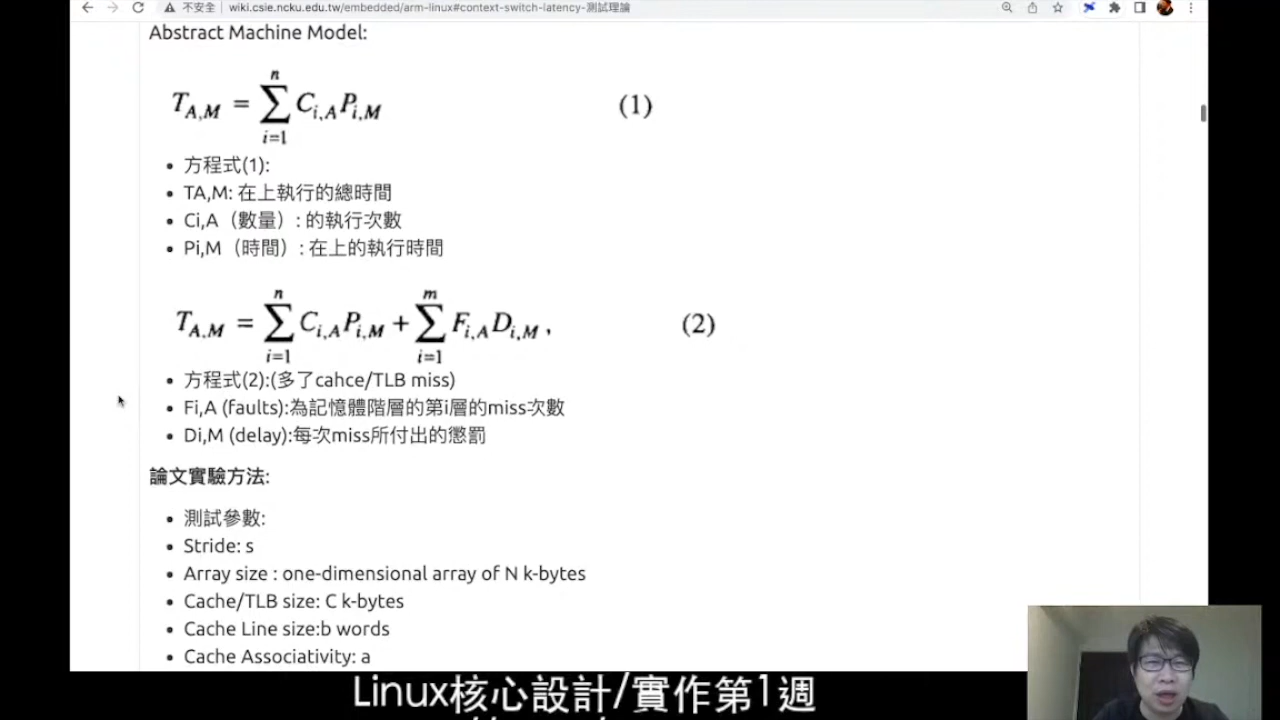 不安全 | wiki.csie.ncku.edu.tw/embedded/arm-linux#context-switch-latency-測試理論
Abstract Machine Model:
T_{A,M} = \sum_{i=1}^{n} C_{i,A} P_{i,M} (1)
• 方程式(1):
• TA,M: 在上執行的總時間
• Ci,A（數量）: 的執行次數
• Pi,M（時間）: 在上的執行時間
T_{A,M} = \sum_{i=1}^{n} C_{i,A} P_{i,M} + \sum_{i=1}^{m} F_{i,A} D_{i,M} , (2)
• 方程式(2):(多了cahce/TLB miss)
• Fi,A (faults):為記憶體階層的第i層的miss次數
• Di,M (delay):每次miss所付出的懲罰
論文實驗方法:
• 測試參數:
• Stride: s
• Array size : one-dimensional array of N k-bytes
• Cache/TLB size: C k-bytes
• Cache Line size:b words
• Cache Associativity: a
Linux核心設計/實作第1週